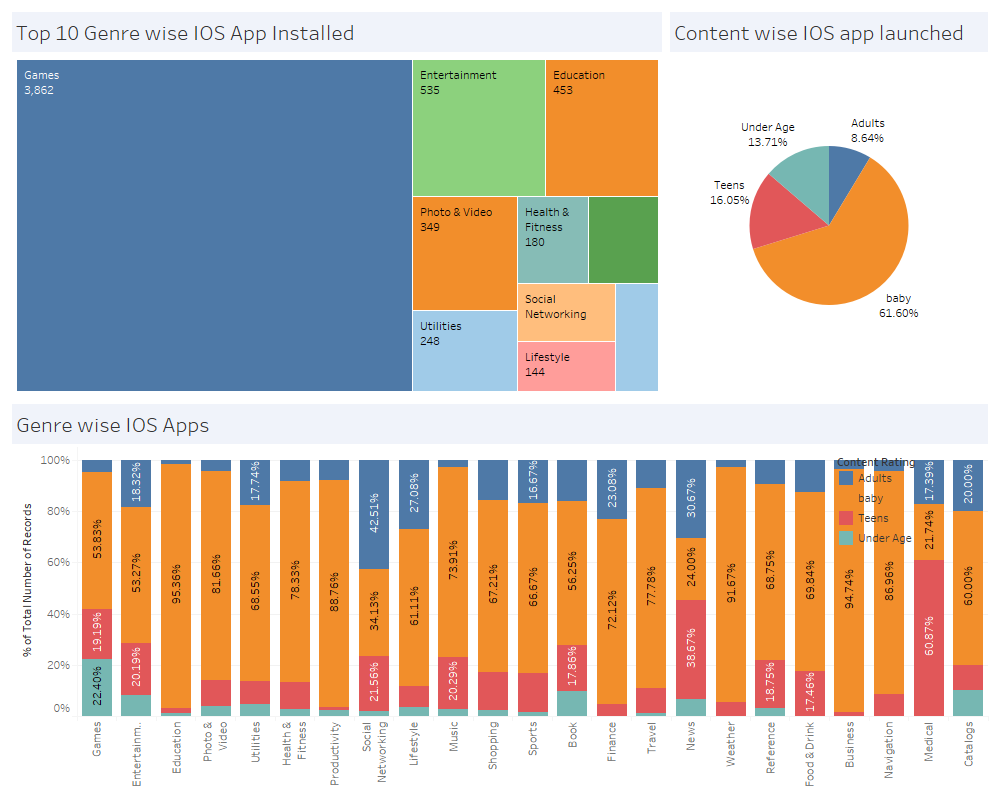 Top 10 Genre wise IOS App Installed
Content wise IOS app launched
Games
3,862
Entertainment
535
Education
453
Photo & Video
349
Health &
Fitness
180
Utilities
248
Social
Networking
Lifestyle
144
Under Age
13.71%
Adults
8.64%
Teens
16.05%
baby
61.60%
Genre wise IOS Apps
% of Total Number of Records
100%
80%
60%
40%
20%
0%
53.83%
19.19%
22.40%
18.32%
53.27%
20.19%
95.36%
81.66%
17.74%
68.55%
78.33%
88.76%
42.51%
34.13%
21.56%
27.08%
61.11%
73.91%
20.29%
67.21%
16.67%
66.67%
56.25%
17.86%
23.08%
72.12%
77.78%
30.67%
24.00%
38.67%
91.67%
68.75%
18.75%
69.84%
17.46%
94.74%
86.96%
17.39%
21.74%
60.87%
20.00%
60.00%
Content Rating
Adults
baby
Teens
Under Age
Games
Entertainm..
Education
Photo &
Video
Utilities
Health &
Fitness
Productivity
Social
Networking
Lifestyle
Music
Shopping
Sports
Book
Finance
Travel
News
Weather
Reference
Food & Drink
Business
Navigation
Medical
Catalogs